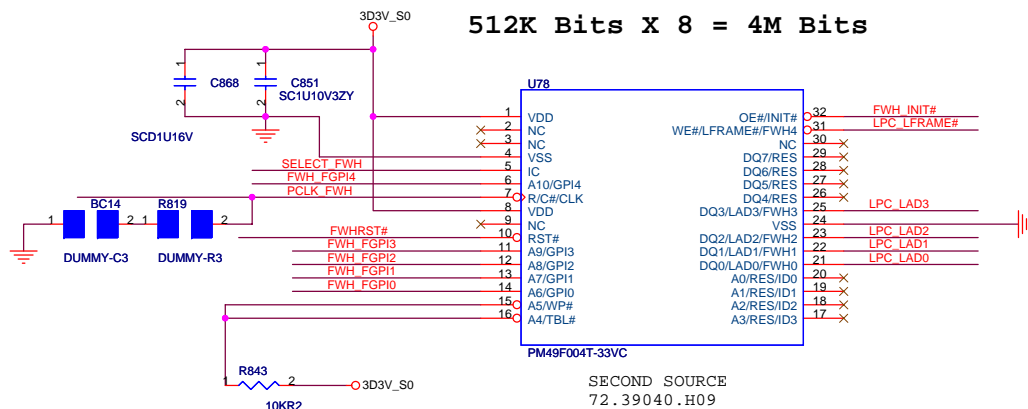 3D3V_S0
512K Bits X 8 = 4M Bits
U78
1 2 C868
1 2 C851
SC1U10V3ZY
SCD1U16V
1 VDD
2 NC
3 NC
4 VSS
SELECT_FWH 5 IC
FWH_FGPI4 6 A10/GPI4
PCLK_FWH 7 R/C#/CLK
8 VDD
9 NC
FWHRST# 10 RST#
FWH_FGPI3 11 A9/GPI3
FWH_FGPI2 12 A8/GPI2
FWH_FGPI1 13 A7/GPI1
FWH_FGPI0 14 A6/GPI0
15 A5/WP#
16 A4/TBL#
OE#/INIT# 32 FWH_INIT#
WE#/LFRAME#/FWH4 31 LPC_LFRAME#
NC 30
DQ7/RES 29
DQ6/RES 28
DQ5/RES 27
DQ4/RES 26
DQ3/LAD3/FWH3 25 LPC_LAD3
VSS 24
DQ2/LAD2/FWH2 23 LPC_LAD2
DQ1/LAD1/FWH1 22 LPC_LAD1
DQ0/LAD0/FWH0 21 LPC_LAD0
A0/RES/ID0 20
A1/RES/ID1 19
A2/RES/ID2 18
A3/RES/ID3 17
BC14 R819
1 2 1 2
DUMMY-C3 DUMMY-R3
PM49F004T-33VC
R843
1 2 3D3V_S0
10KR2
SECOND SOURCE
72.39040.H09